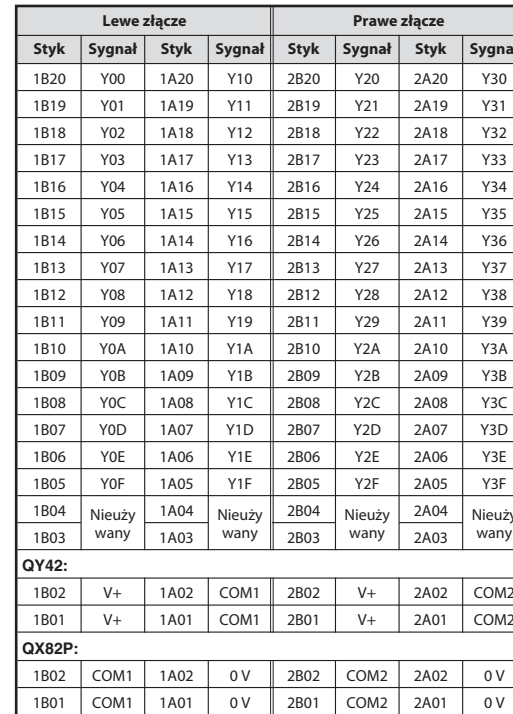 Lewe złącze Prawe złącze
Styk Sygnał Styk Sygnał Styk Sygnał Styk Sygnał
1B20 Y00 1A20 Y10 2B20 Y20 2A20 Y30
1B19 Y01 1A19 Y11 2B19 Y21 2A19 Y31
1B18 Y02 1A18 Y12 2B18 Y22 2A18 Y32
1B17 Y03 1A17 Y13 2B17 Y23 2A17 Y33
1B16 Y04 1A16 Y14 2B16 Y24 2A16 Y34
1B15 Y05 1A15 Y15 2B15 Y25 2A15 Y35
1B14 Y06 1A14 Y16 2B14 Y26 2A14 Y36
1B13 Y07 1A13 Y17 2B13 Y27 2A13 Y37
1B12 Y08 1A12 Y18 2B12 Y28 2A12 Y38
1B11 Y09 1A11 Y19 2B11 Y29 2A11 Y39
1B10 Y0A 1A10 Y1A 2B10 Y2A 2A10 Y3A
1B09 Y0B 1A09 Y1B 2B09 Y2B 2A09 Y3B
1B08 Y0C 1A08 Y1C 2B08 Y2C 2A08 Y3C
1B07 Y0D 1A07 Y1D 2B07 Y2D 2A07 Y3D
1B06 Y0E 1A06 Y1E 2B06 Y2E 2A06 Y3E
1B05 Y0F 1A05 Y1F 2B05 Y2F 2A05 Y3F
1B04 Nieuży 1A04 Nieuży 2B04 Nieuży 2A04 Nieuży
1B03 wany 1A03 wany 2B03 wany 2A03 wany
QY42:
1B02 V+ 1A02 COM1 2B02 V+ 2A02 COM2
1B01 V+ 1A01 COM1 2B01 V+ 2A01 COM2
QX82P:
1B02 COM1 1A02 0 V 2B02 COM2 2A02 0 V
1B01 COM1 1A01 0 V 2B01 COM2 2A01 0 V